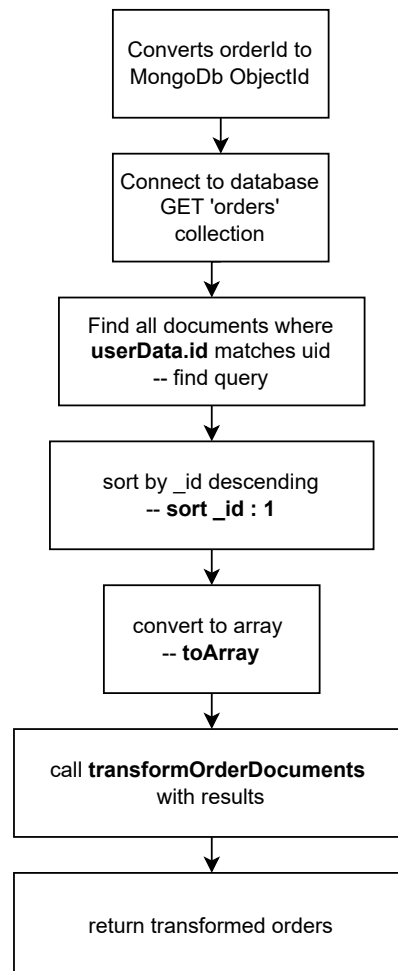 Converts orderId to
MongoDb ObjectId
Connect to database
GET 'orders'
collection
Find all documents where
userData.id matches uid
-- find query
sort by _id descending
-- sort _id : 1
convert to array
-- toArray
call transformOrderDocuments
with results
return transformed orders